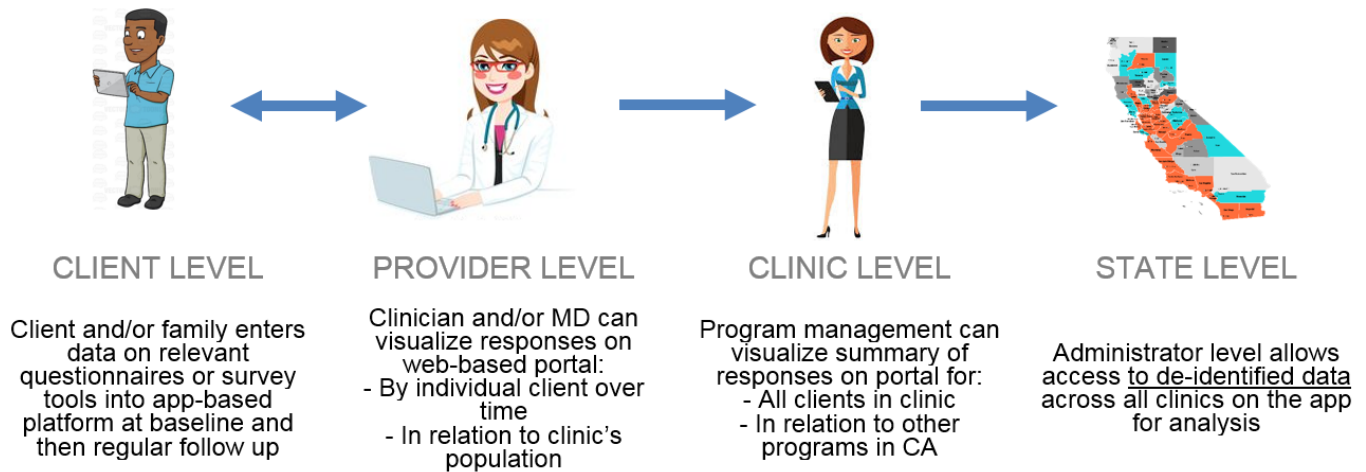 CLIENT LEVEL
Client and/or family enters
data on relevant
questionnaires or survey
tools into app-based
platform at baseline and
then regular follow up
PROVIDER LEVEL
Clinician and/or MD can
visualize responses on
web-based portal:
- By individual client over
time
- In relation to clinic's
population
CLINIC LEVEL
Program management can
visualize summary of
responses on portal for:
- All clients in clinic
- In relation to other
programs in CA
STATE LEVEL
Administrator level allows
access to de-identified data
across all clinics on the app
for analysis